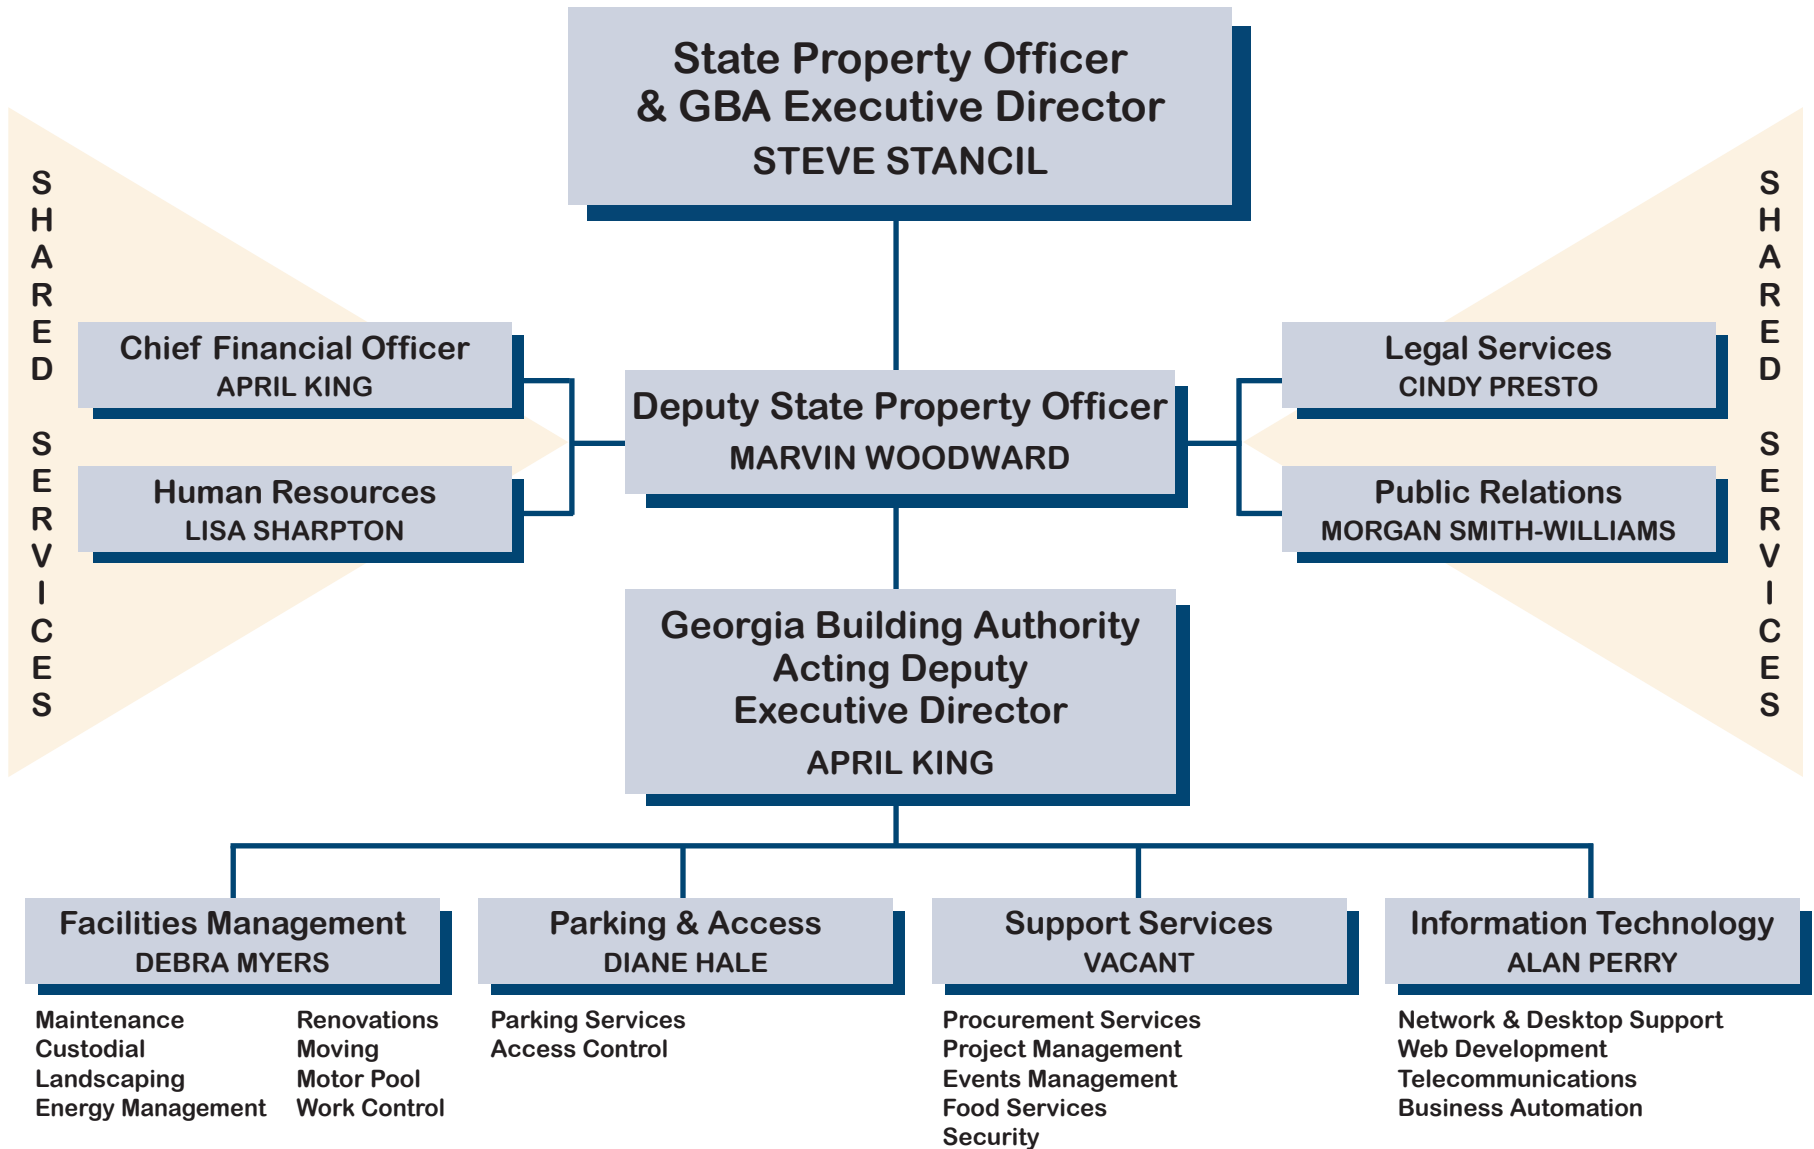 State Property Officer
& GBA Executive Director
STEVE STANCIL
SHARED SERVICES
Chief Financial Officer
APRIL KING
Human Resources
LISA SHARPTON
Deputy State Property Officer
MARVIN WOODWARD
Legal Services
CINDY PRESTO
Public Relations
MORGAN SMITH-WILLIAMS
SHARED SERVICES
Georgia Building Authority
Acting Deputy
Executive Director
APRIL KING
Facilities Management
DEBRA MYERS
Maintenance
Custodial
Landscaping
Energy Management
Renovations
Moving
Motor Pool
Work Control
Parking & Access
DIANE HALE
Parking Services
Access Control
Support Services
VACANT
Procurement Services
Project Management
Events Management
Food Services
Security
Information Technology
ALAN PERRY
Network & Desktop Support
Web Development
Telecommunications
Business Automation